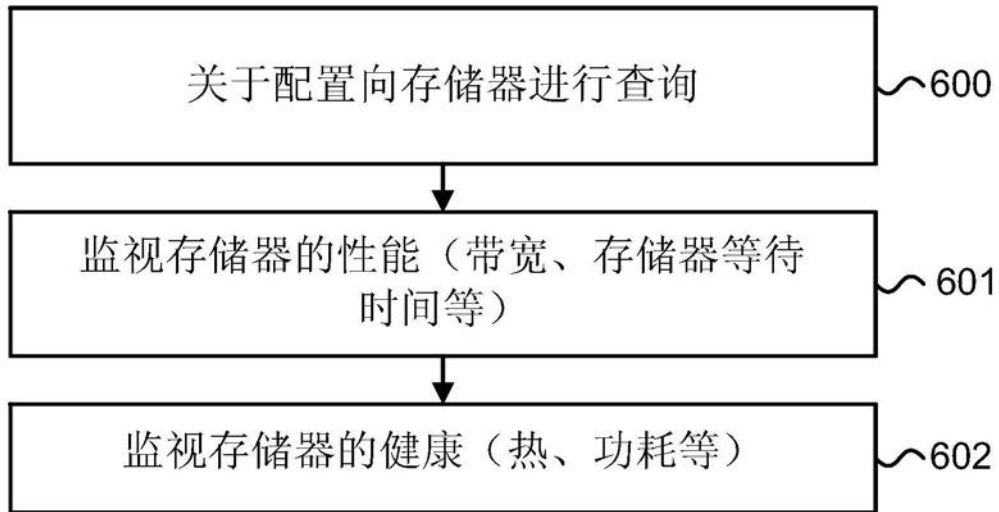 关于配置向存储器进行查询
600
监视存储器的性能（带宽、存储器等待
时间等）
601
监视存储器的健康（热、功耗等）
602